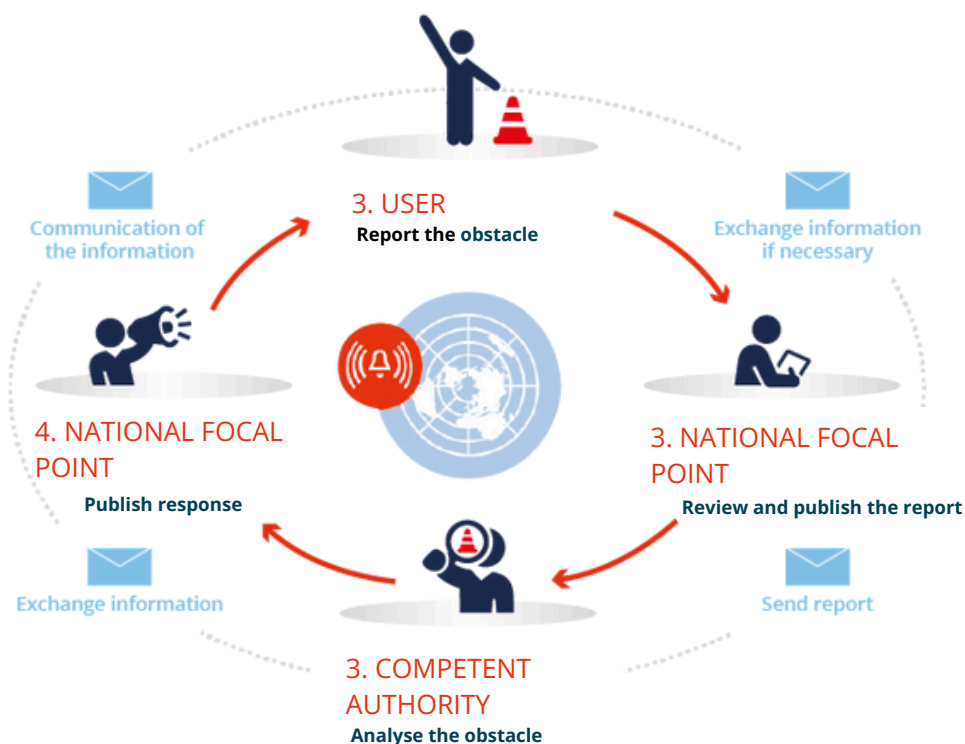 3. USER
Report the obstacle
Communication of
the information
Exchange information
if necessary
4. NATIONAL FOCAL
POINT
Publish response
3. NATIONAL FOCAL
POINT
Review and publish the report
Exchange information
Send report
3. COMPETENT
AUTHORITY
Analyse the obstacle